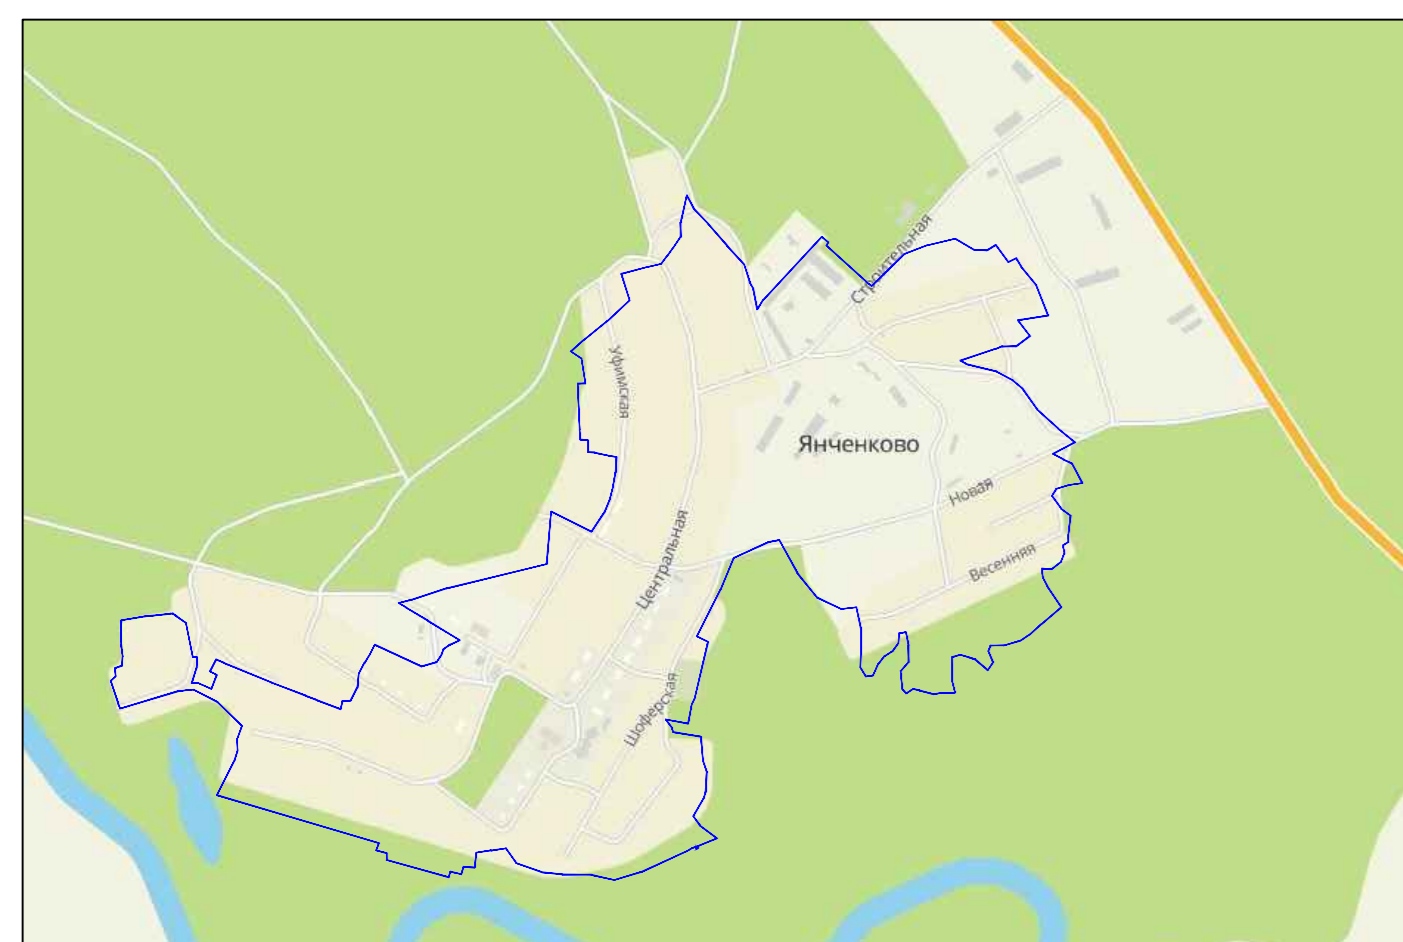 Строительная
Уфимская
Янченково
Новая
Центральная
Весенняя
Шоферская